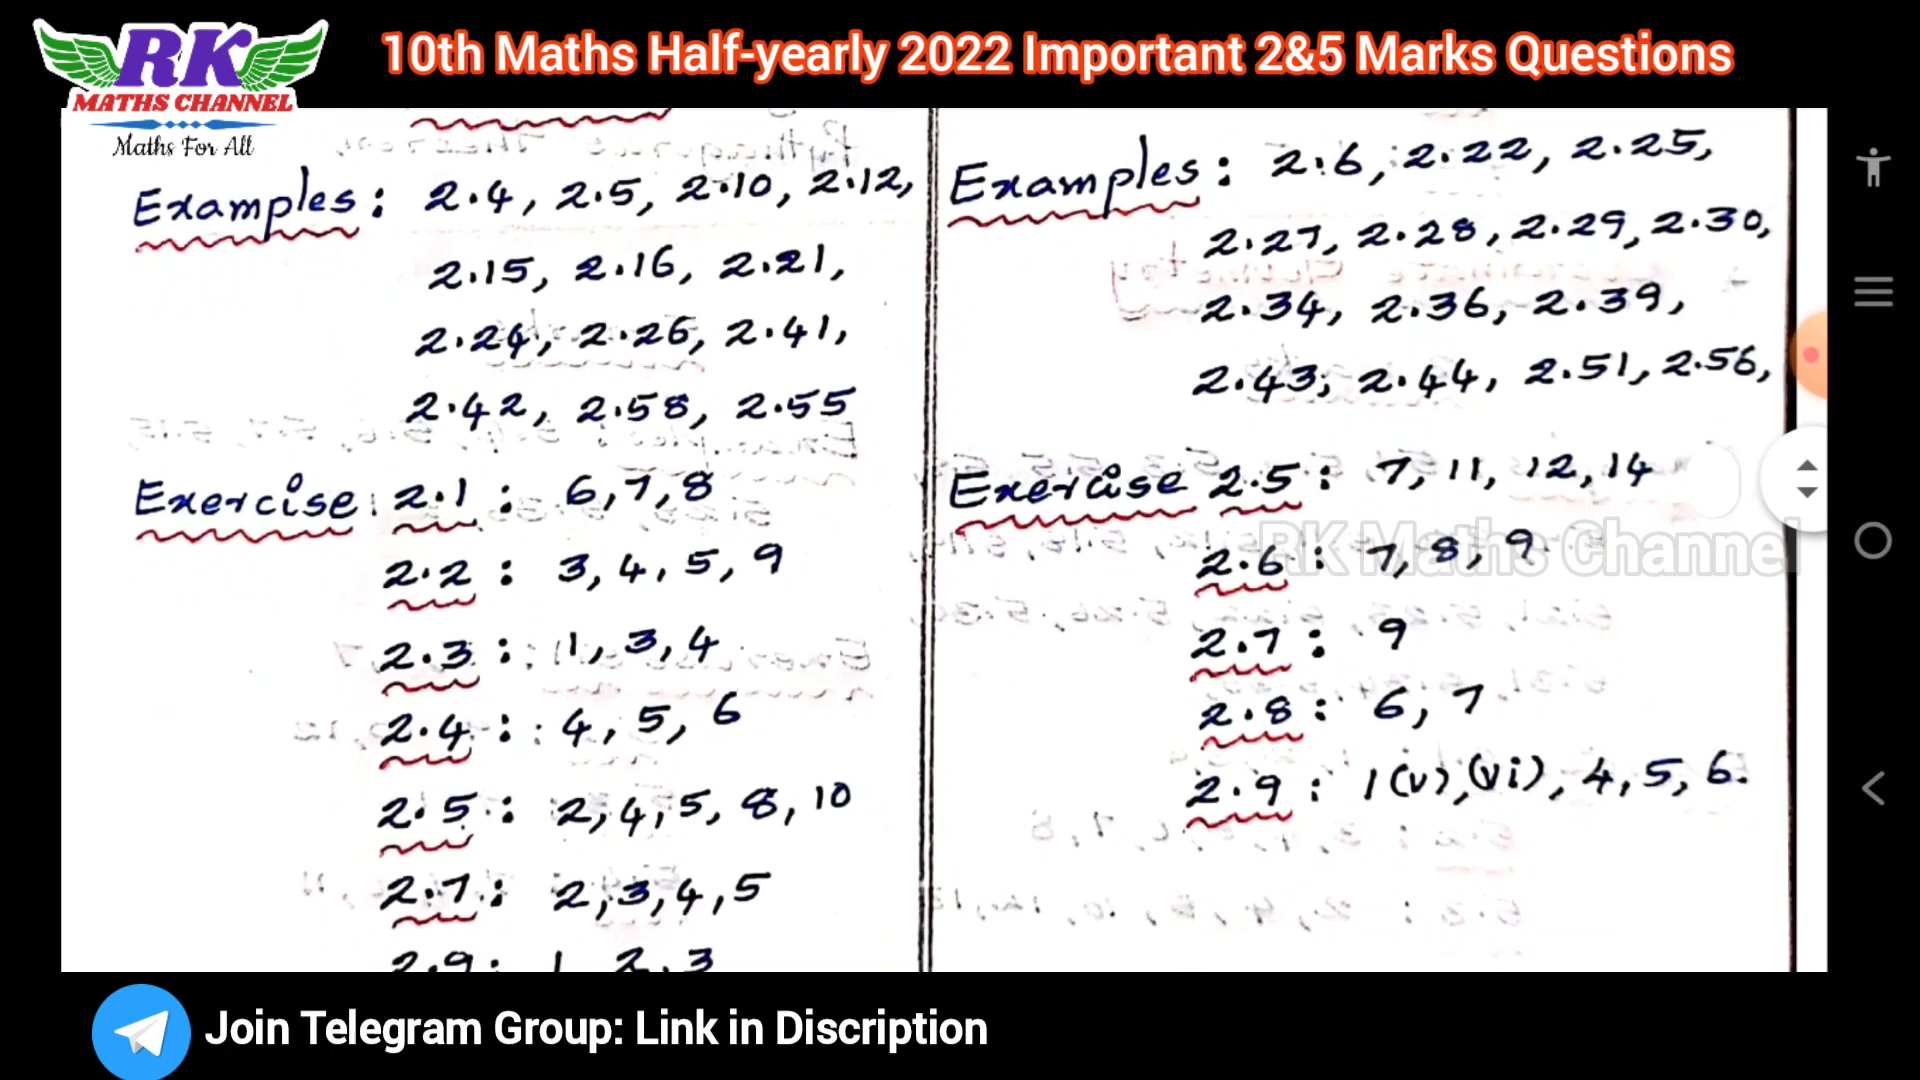 RK
MATHS CHANNEL
Maths For All
10th Maths Half-yearly 2022 Important 2&5 Marks Questions
Examples: 2.4, 2.5, 2.10, 2.12,
2.15, 2.16, 2.21,
2.24, 2.26, 2.41,
2.42, 2.58, 2.55
Exercise: 2.1 : 6,7,8
2.2 : 3,4,5,9
2.3 : 1,3,4
2.4 : 4,5,6
2.5 : 2,4,5,8,10
2.7 : 2,3,4,5
2.9: 1, 2, 3
Examples: 2.6, 2.22, 2.25,
2.27, 2.28, 2.29, 2.30,
2.34, 2.36, 2.39,
2.43, 2.44, 2.51, 2.56,
Exercise 2.5 : 7, 11, 12, 14
2.6 : 7, 8, 9
2.7 : 9
2.8 : 6, 7
2.9 : 1(v),(vi), 4,5,6.
RK Maths Channel
Join Telegram Group: Link in Discription